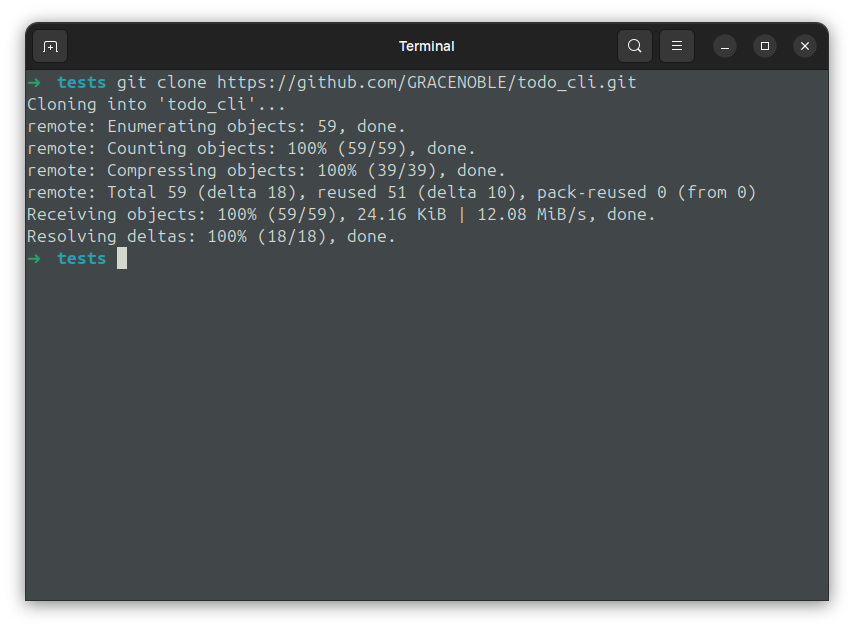 Terminal
➜ tests git clone https://github.com/GRACENOBLE/todo_cli.git
Cloning into 'todo_cli'...
remote: Enumerating objects: 59, done.
remote: Counting objects: 100% (59/59), done.
remote: Compressing objects: 100% (39/39), done.
remote: Total 59 (delta 18), reused 51 (delta 10), pack-reused 0 (from 0)
Receiving objects: 100% (59/59), 24.16 KiB | 12.08 MiB/s, done.
Resolving deltas: 100% (18/18), done.
➜ tests